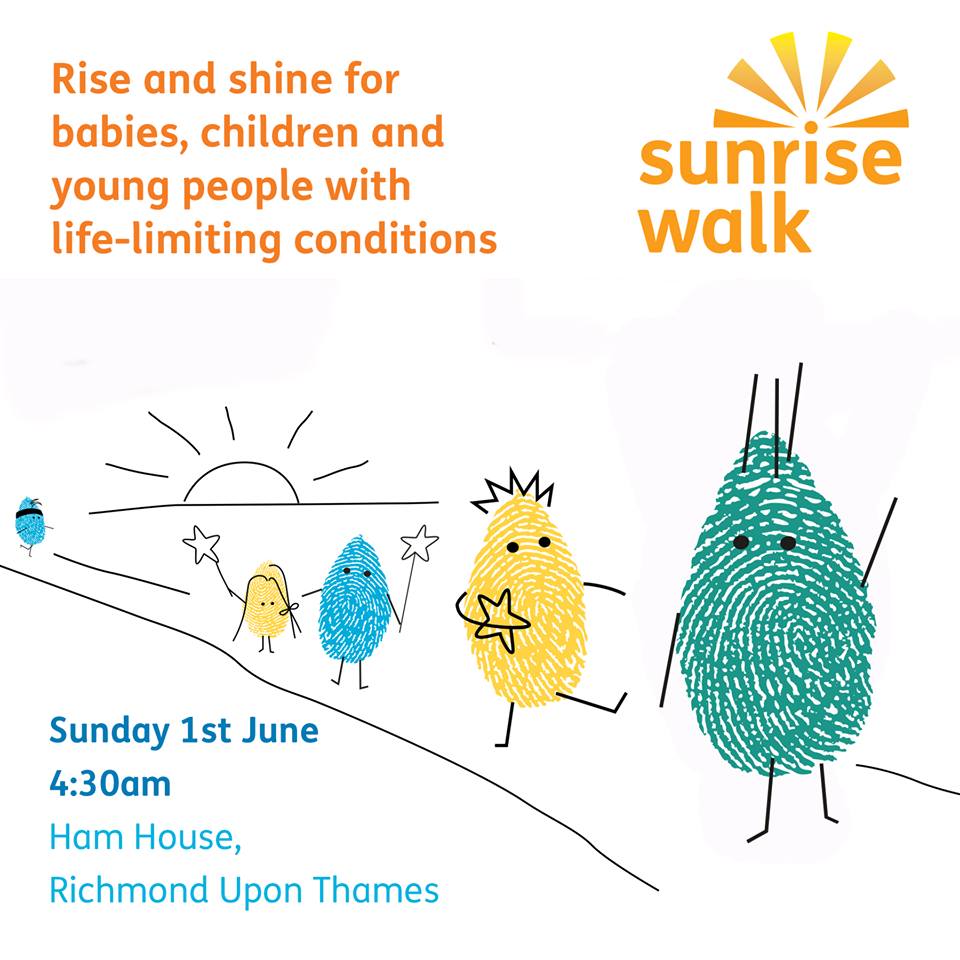 Rise and shine for
babies, children and
young people with
life-limiting conditions
sunrise
walk
Sunday 1st June
4:30am
Ham House,
Richmond Upon Thames